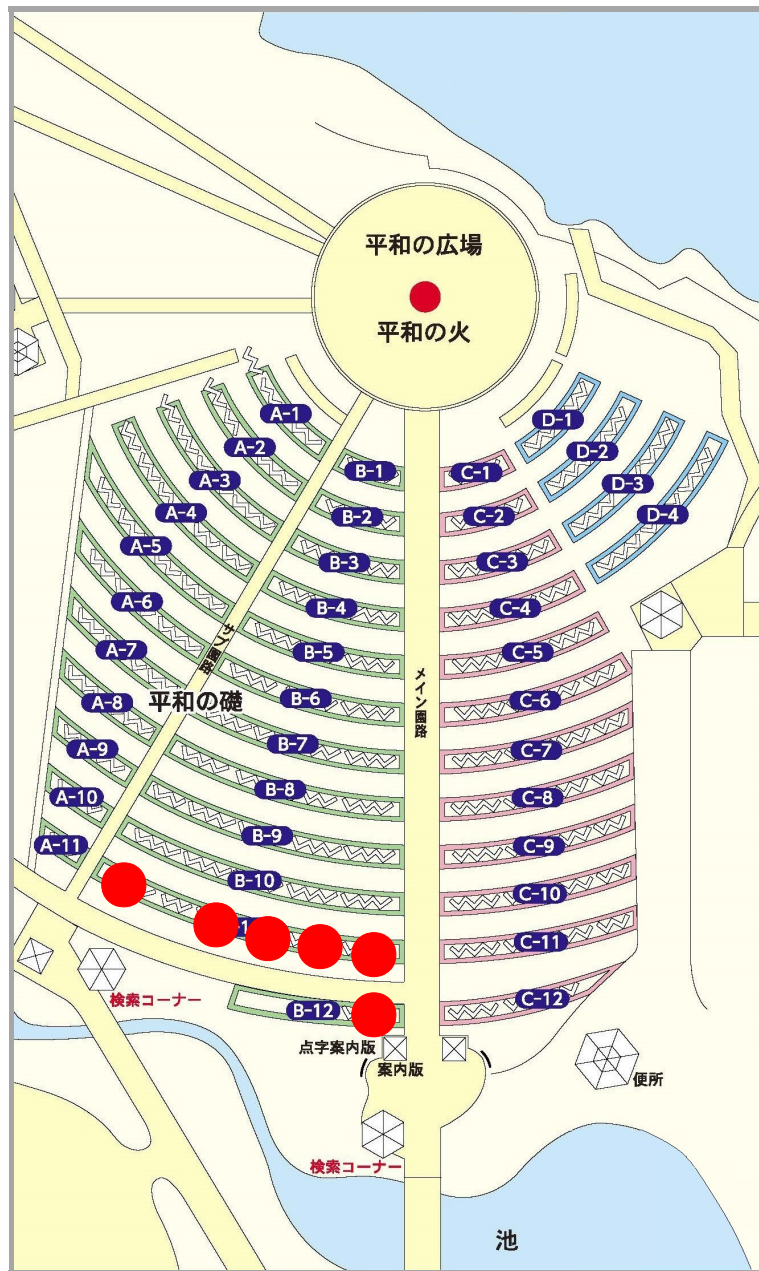 平和の広場
平和の火
A-1
A-2
A-3
A-4
A-5
A-6
A-7
A-8
A-9
A-10
A-11
B-1
B-2
B-3
B-4
B-5
B-6
B-7
B-8
B-9
B-10
B-12
C-1
C-2
C-3
C-4
C-5
C-6
C-7
C-8
C-9
C-10
C-11
C-12
D-1
D-2
D-3
D-4
サブ園路
メイン園路
平和の礎
検索コーナー
点字案内版
案内版
便所
検索コーナー
池